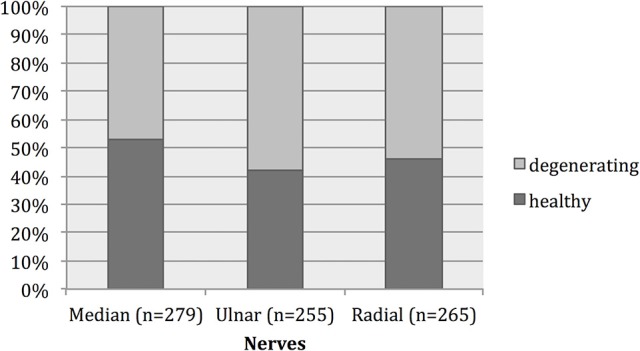 100%
90%
80%
70%
60%
50%
40%
30%
20%
10%
0%
degenerating
healthy
Median (n=279) Ulnar (n=255) Radial (n=265)
Nerves